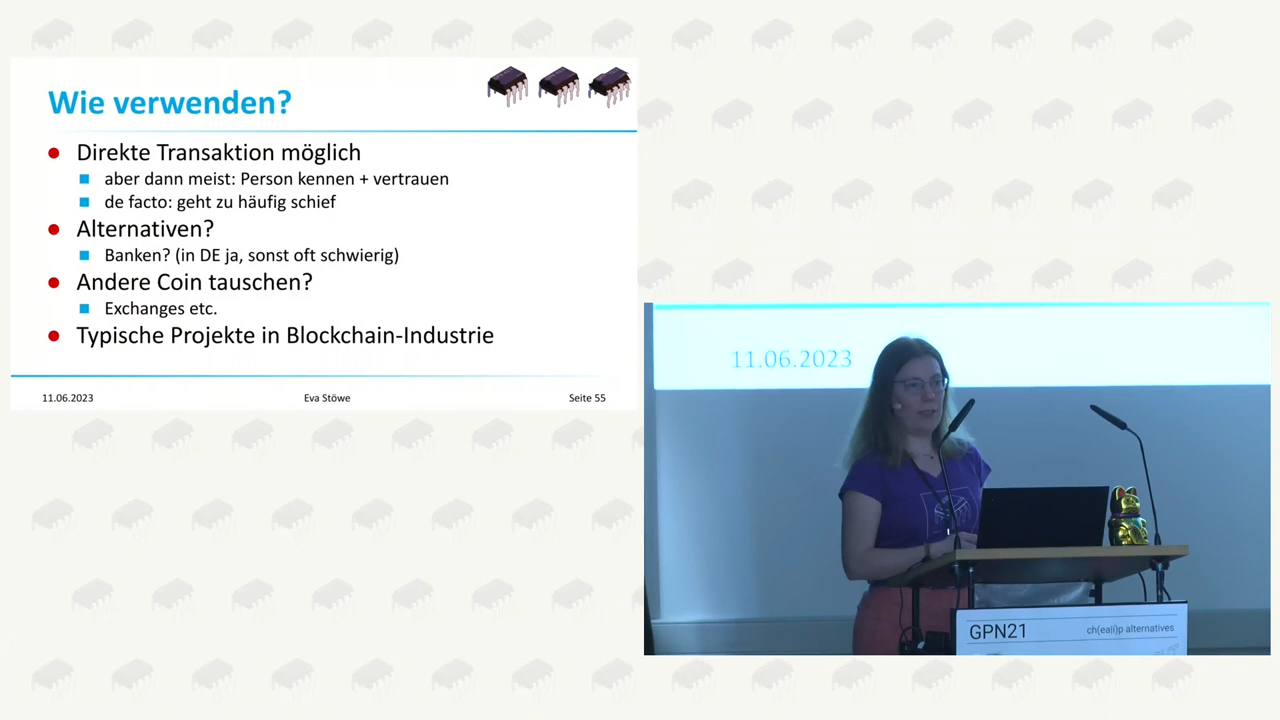 Wie verwenden?
Direkte Transaktion möglich
aber dann meist: Person kennen + vertrauen
de facto: geht zu häufig schief
Alternativen?
Banken? (in DE ja, sonst oft schwierig)
Andere Coin tauschen?
Exchanges etc.
Typische Projekte in Blockchain-Industrie
11.06.2023
Eva Stöwe
Seite 55
11.06.2023
GPN21
ch(ea|i)p alternatives